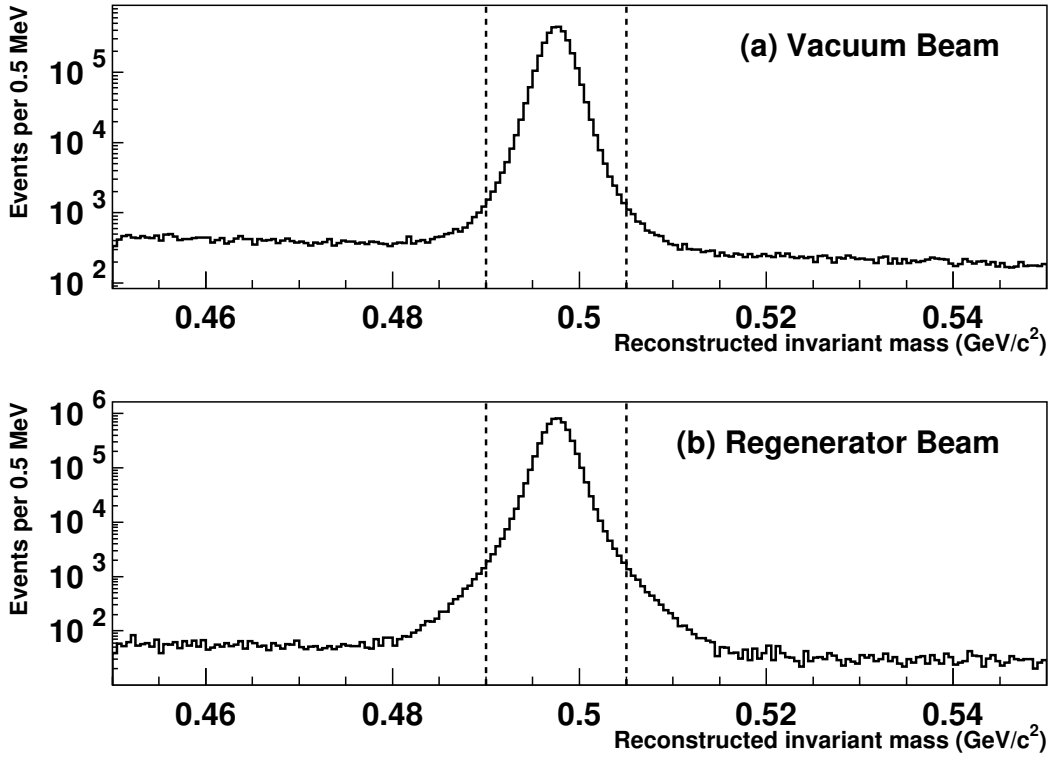 Events per 0.5 MeV
(a) Vacuum Beam
10^5
10^4
10^3
10^2
0.46 0.48 0.5 0.52 0.54
Reconstructed invariant mass (GeV/c^2)
Events per 0.5 MeV
(b) Regenerator Beam
10^6
10^5
10^4
10^3
10^2
0.46 0.48 0.5 0.52 0.54
Reconstructed invariant mass (GeV/c^2)